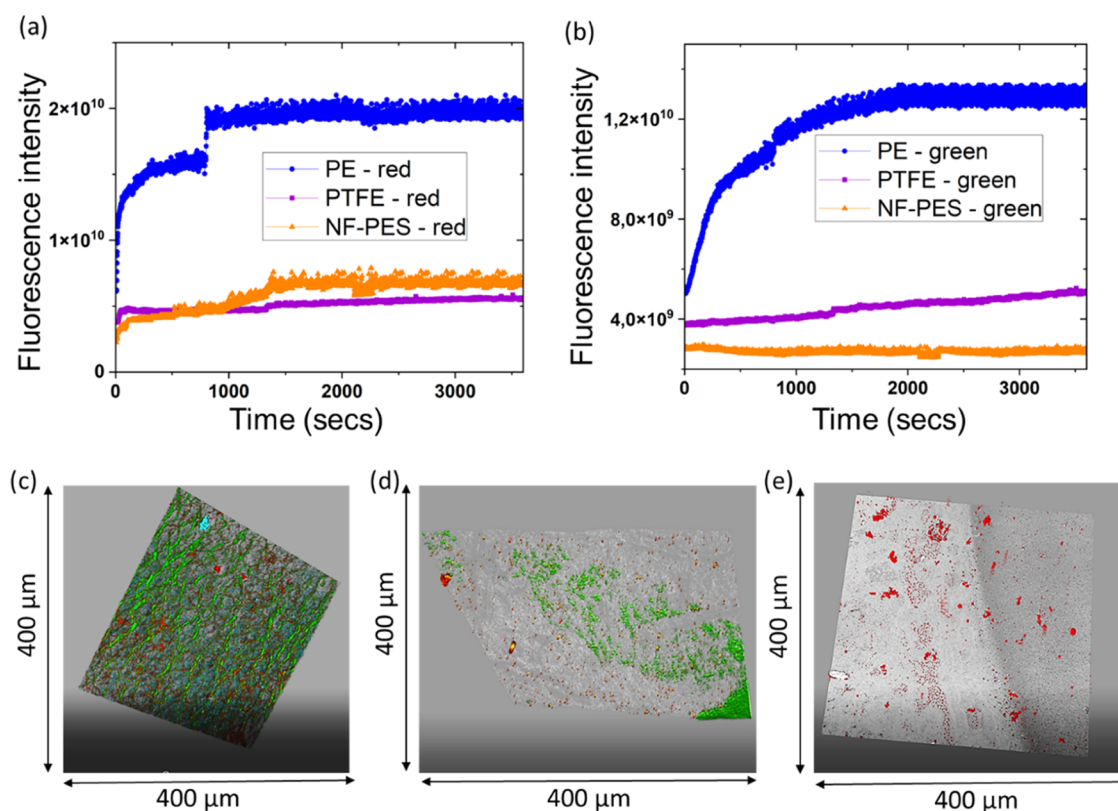 (a)
Fluorescence intensity
2×10¹⁰
1×10¹⁰
0
PE - red
PTFE - red
NF-PES - red
0 1000 2000 3000
Time (secs)
(b)
Fluorescence intensity
1,2×10¹⁰
8,0×10⁹
4,0×10⁹
PE - green
PTFE - green
NF-PES - green
0 1000 2000 3000
Time (secs)
(c)
400 µm
400 µm
(d)
400 µm
400 µm
(e)
400 µm
400 µm